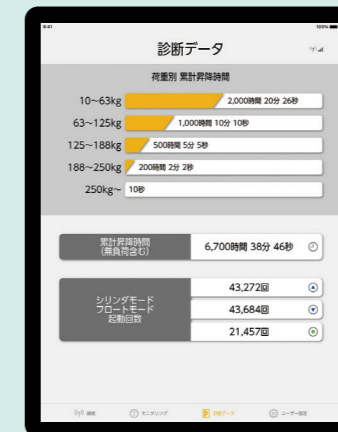 9:41
100%
診断データ
荷重別 累計昇降時間
10~63kg 2,000時間 20分 26秒
63~125kg 1,000時間 10分 10秒
125~188kg 500時間 5分 5秒
188~250kg 200時間 2分 2秒
250kg~ 10秒
累計昇降時間
(無負荷含む)
6,700時間 38分 46秒
シリンダモード
フロートモード
起動回数
43,272回
43,684回
21,457回
接続 モニタリング 診断データ ユーザー設定